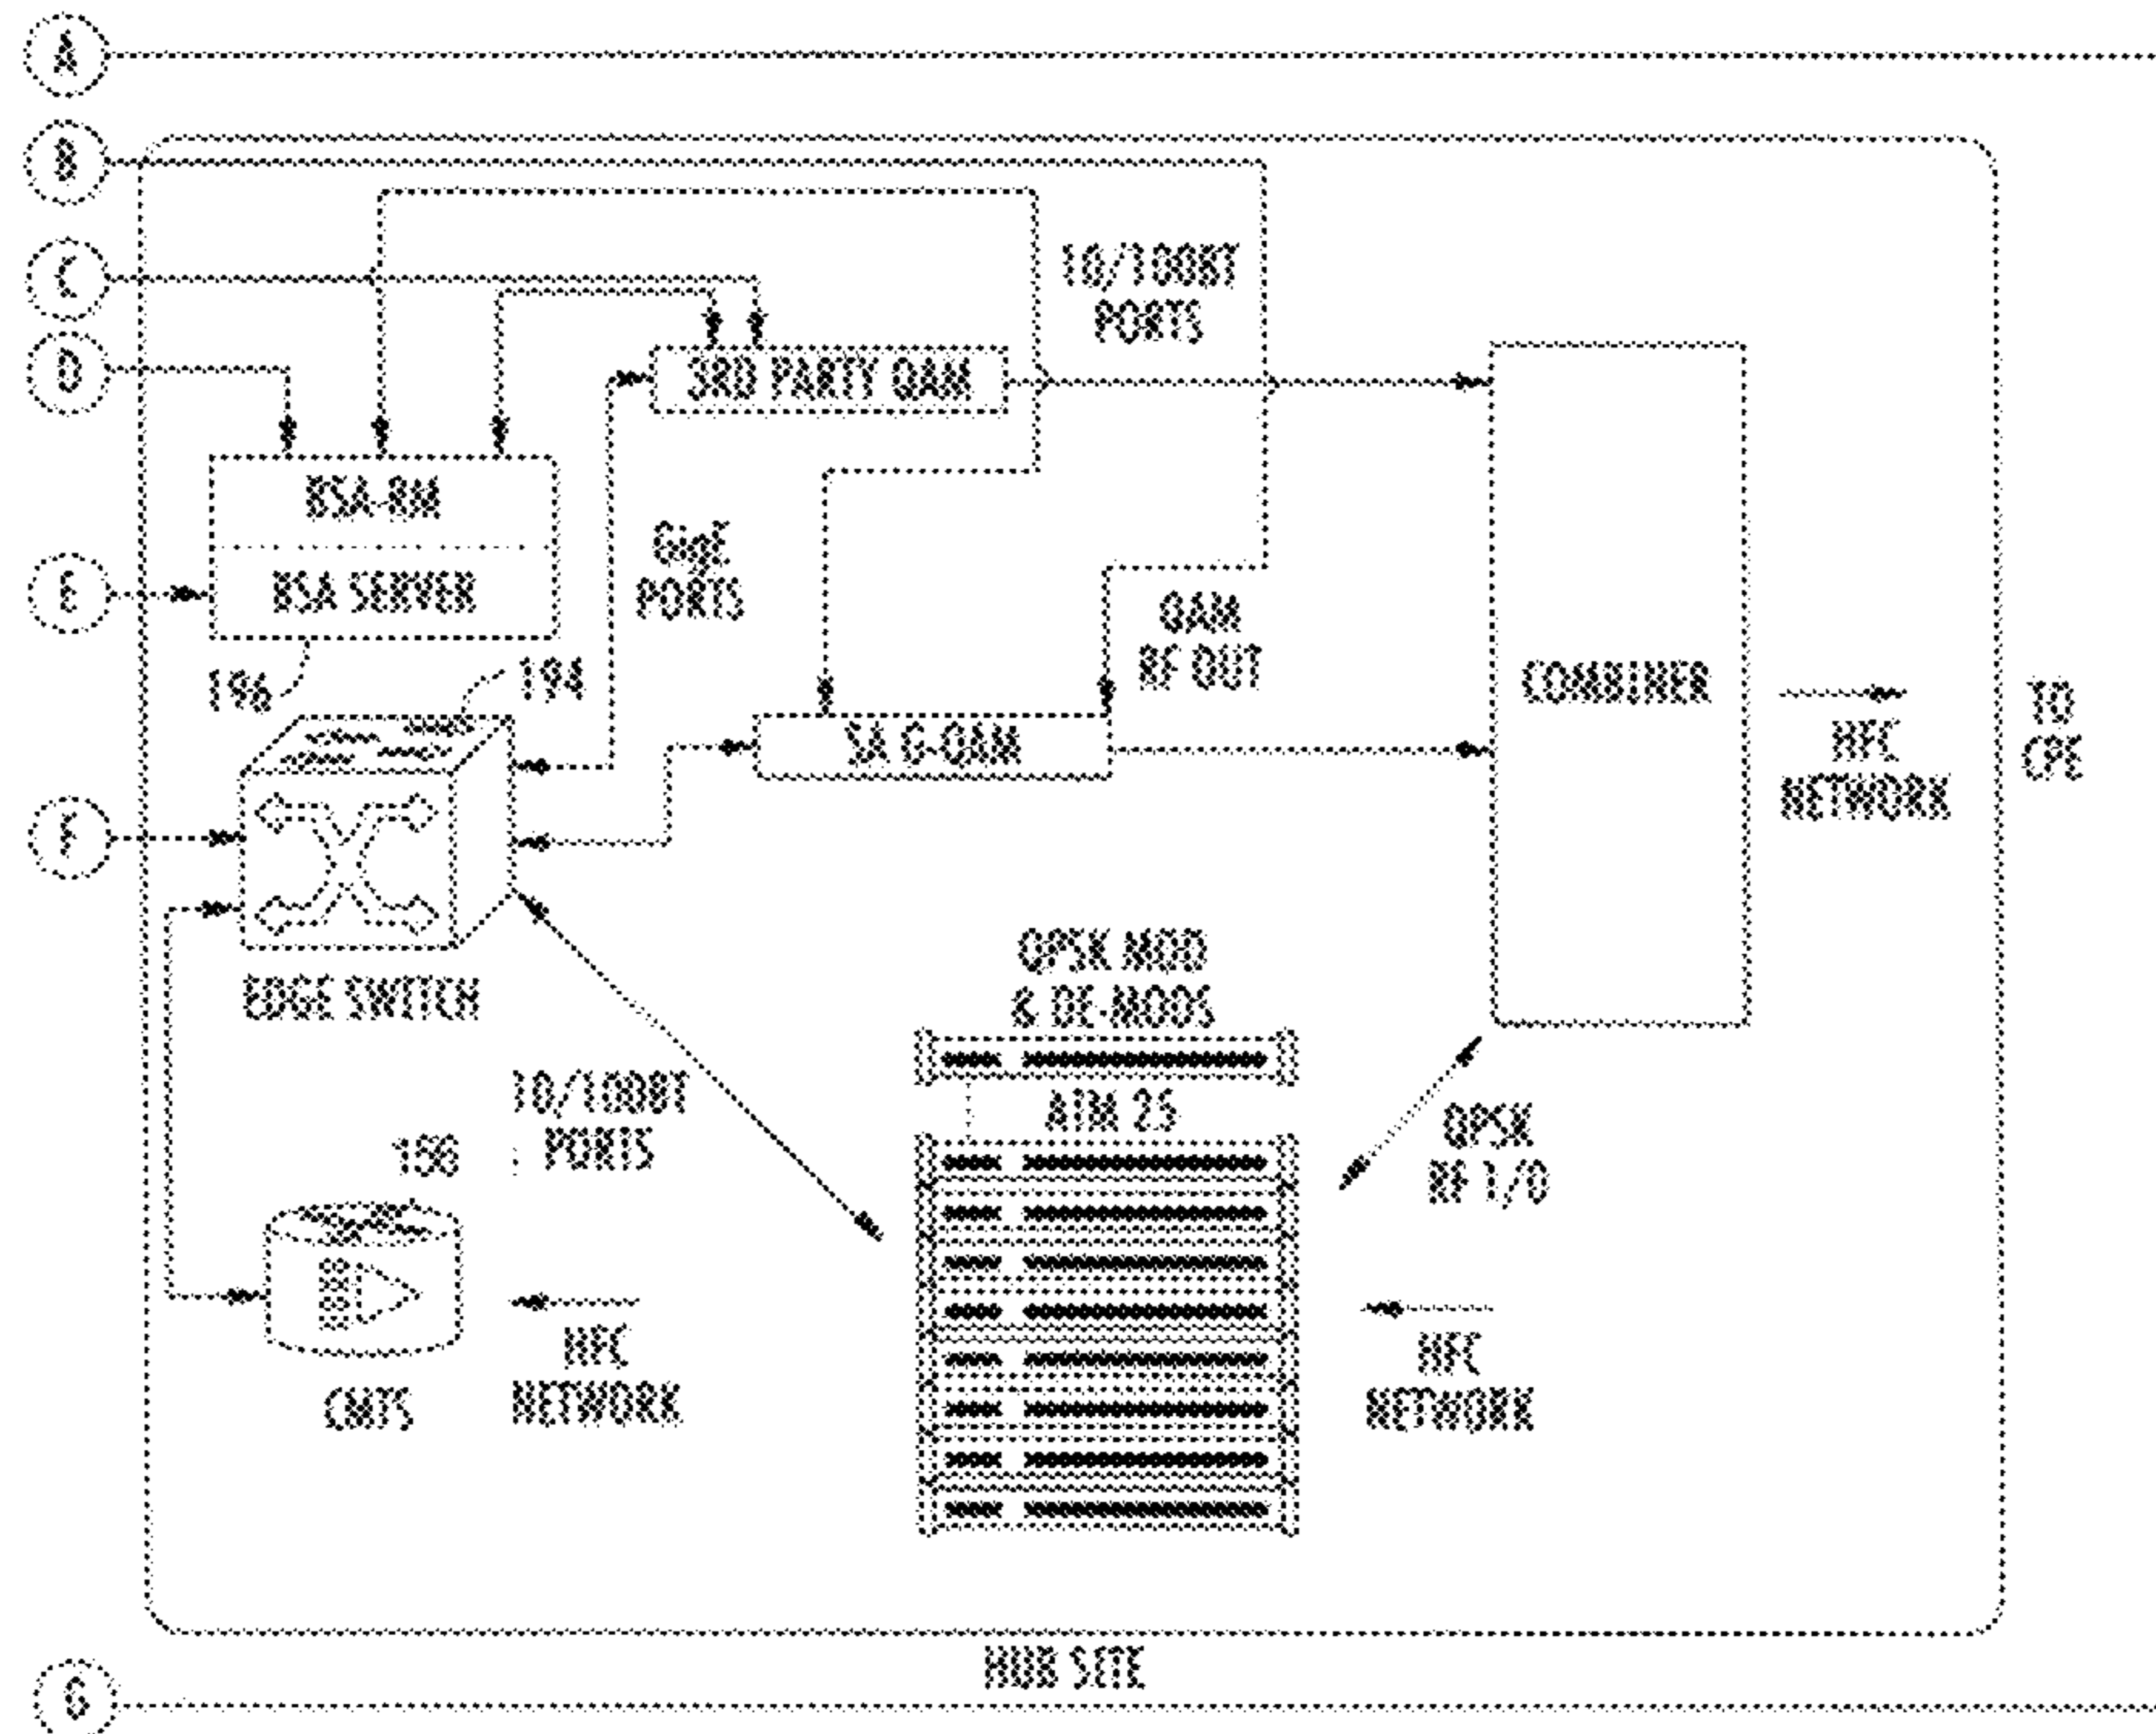 A
B
C
D
E
F
G
10/100BT
PORTS
3RD PARTY QAM
BSA-RM
BSA SERVER
GigE
PORTS
QAM
RF OUT
196
194
SA G-QAM
COMBINER
HFC
NETWORK
TO
CPE
EDGE SWITCH
QPSK MOD
& DE-MODS
ATM 25
10/100BT
PORTS
QPSK
RF I/O
HFC
NETWORK
HFC
NETWORK
CMTS
HUB SITE